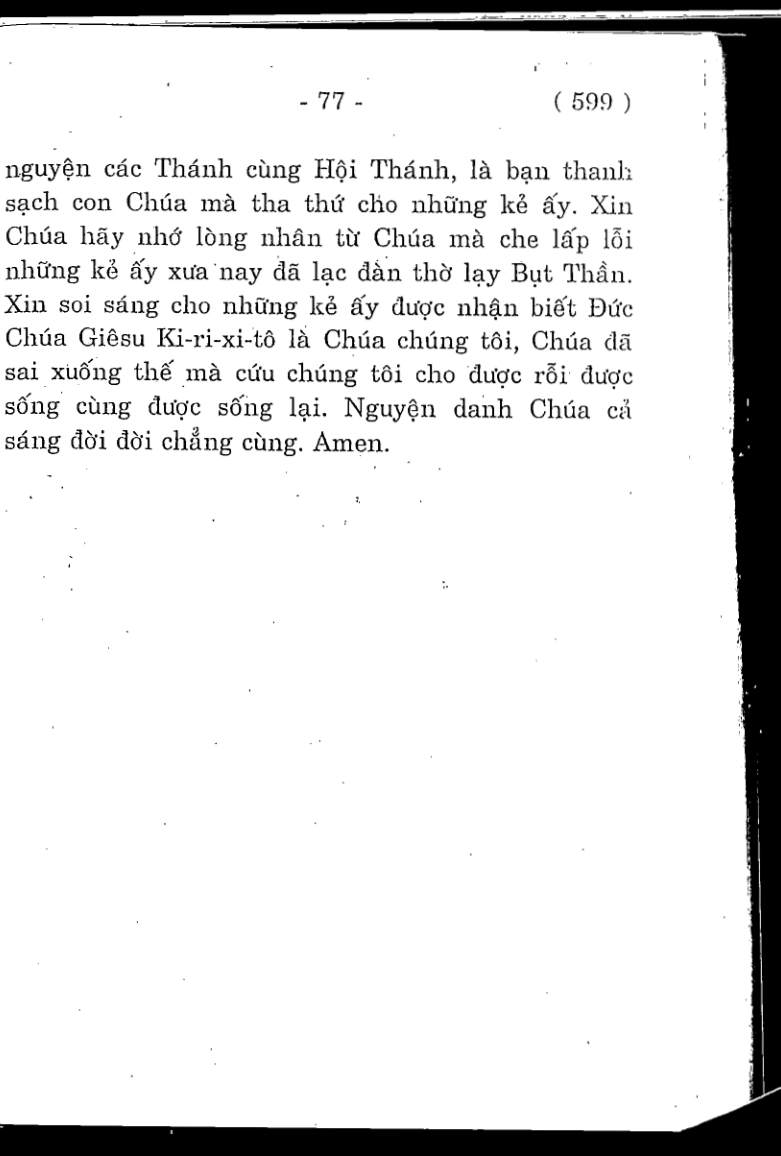 - 77 - ( 599 )
nguyện các Thánh cùng Hội Thánh, là bạn thanh
sạch con Chúa mà tha thứ cho những kẻ ấy. Xin
Chúa hãy nhớ lòng nhân từ Chúa mà che lấp lỗi
những kẻ ấy xưa nay đã lạc đàn thờ lạy Bụt Thần.
Xin soi sáng cho những kẻ ấy được nhận biết Đức
Chúa Giêsu Ki-ri-xi-tô là Chúa chúng tôi, Chúa đã
sai xuống thế mà cứu chúng tôi cho được rỗi được
sống cùng được sống lại. Nguyện danh Chúa cả
sáng đời đời chẳng cùng. Amen.